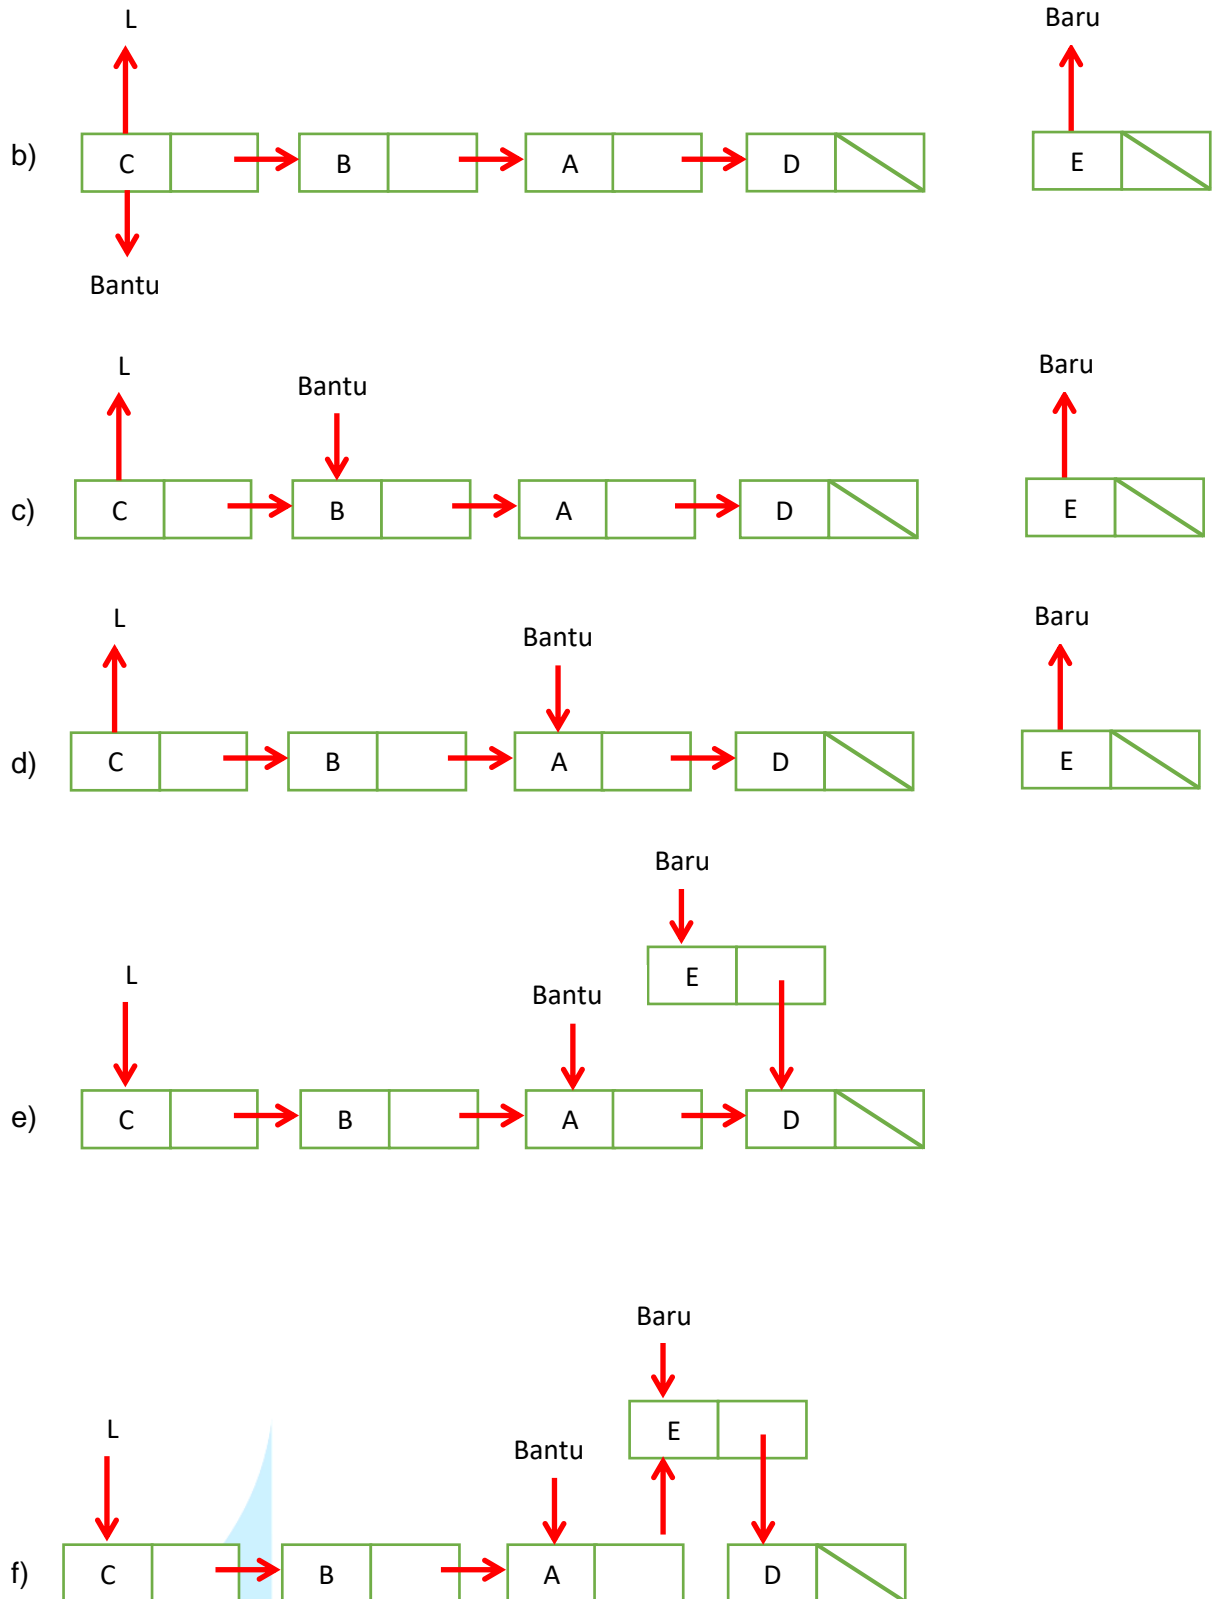 L Baru
b) C B A D E
Bantu
L Bantu Baru
c) C B A D E
L Bantu Baru
d) C B A D E
Baru
E
L Bantu
e) C B A D
Baru
E
L Bantu
f) C B A D